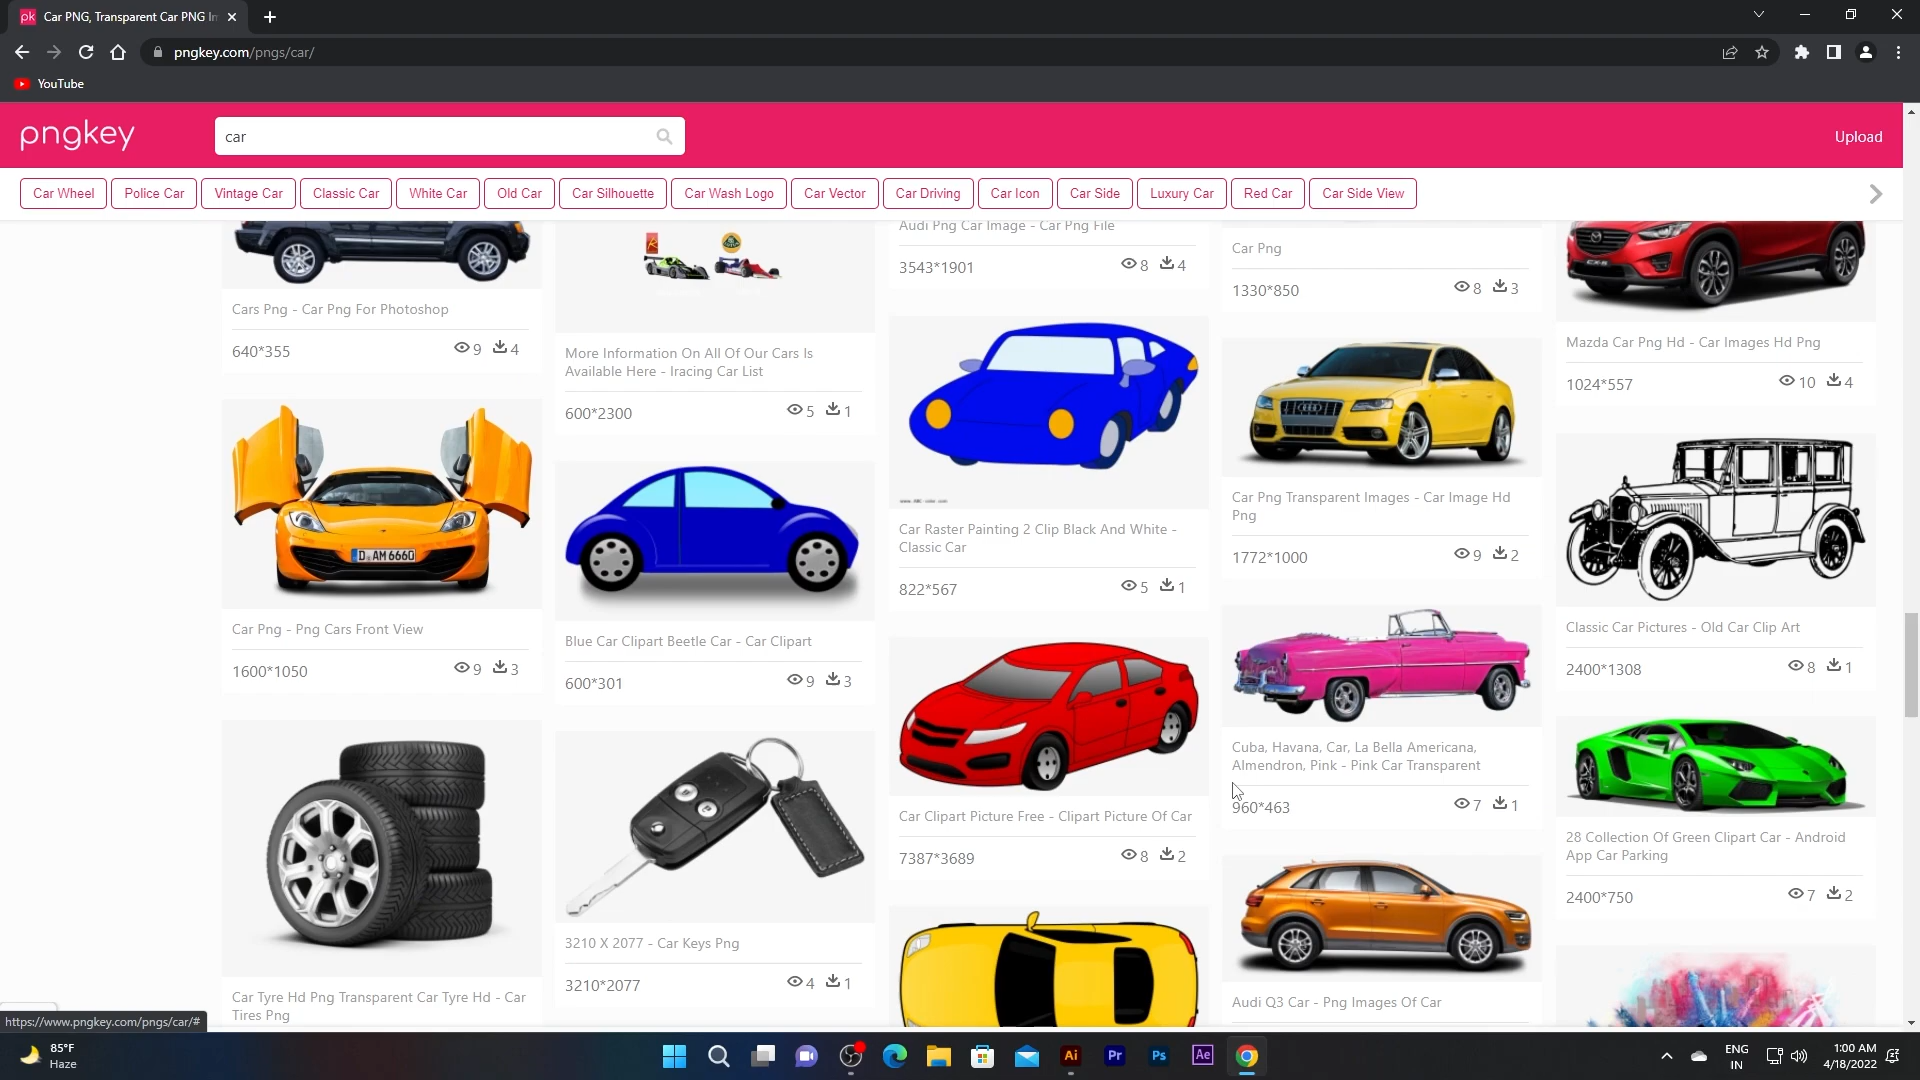 Car PNG, Transparent Car PNG Im
pngkey.com/pngs/car/
YouTube
pngkey
car
Upload
Car Wheel
Police Car
Vintage Car
Classic Car
White Car
Old Car
Car Silhouette
Car Wash Logo
Car Vector
Car Driving
Car Icon
Car Side
Luxury Car
Red Car
Car Side View
Cars Png - Car Png For Photoshop
640*355
9
4
D AM 6660
Car Png - Png Cars Front View
1600*1050
9
3
Car Tyre Hd Png Transparent Car Tyre Hd - Car
Tires Png
More Information On All Of Our Cars Is
Available Here - Iracing Car List
600*2300
5
1
Blue Car Clipart Beetle Car - Car Clipart
600*301
9
3
3210 X 2077 - Car Keys Png
3210*2077
4
1
Audi Png Car Image - Car Png File
3543*1901
8
4
Car Raster Painting 2 Clip Black And White -
Classic Car
822*567
5
1
Car Clipart Picture Free - Clipart Picture Of Car
7387*3689
8
2
Car Png
1330*850
8
3
Car Png Transparent Images - Car Image Hd
Png
1772*1000
9
2
Cuba, Havana, Car, La Bella Americana,
Almendron, Pink - Pink Car Transparent
960*463
7
1
Audi Q3 Car - Png Images Of Car
CX-5
Mazda Car Png Hd - Car Images Hd Png
1024*557
10
4
Classic Car Pictures - Old Car Clip Art
2400*1308
8
1
28 Collection Of Green Clipart Car - Android
App Car Parking
2400*750
7
2
https://www.pngkey.com/pngs/car/#
85°F
Haze
Ai
Pr
Ps
Ae
ENG
IN
1:00 AM
4/18/2022